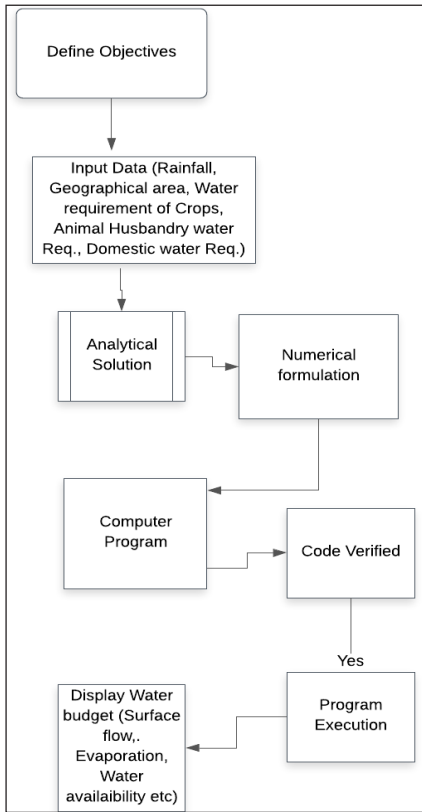 Define Objectives
Input Data (Rainfall,
Geographical area, Water
requirement of Crops,
Animal Husbandry water
Req., Domestic water Req.)
Analytical
Solution
Numerical
formulation
Computer
Program
Code Verified
Yes
Program
Execution
Display Water
budget (Surface
flow,.
Evaporation,
Water
availaibility etc)